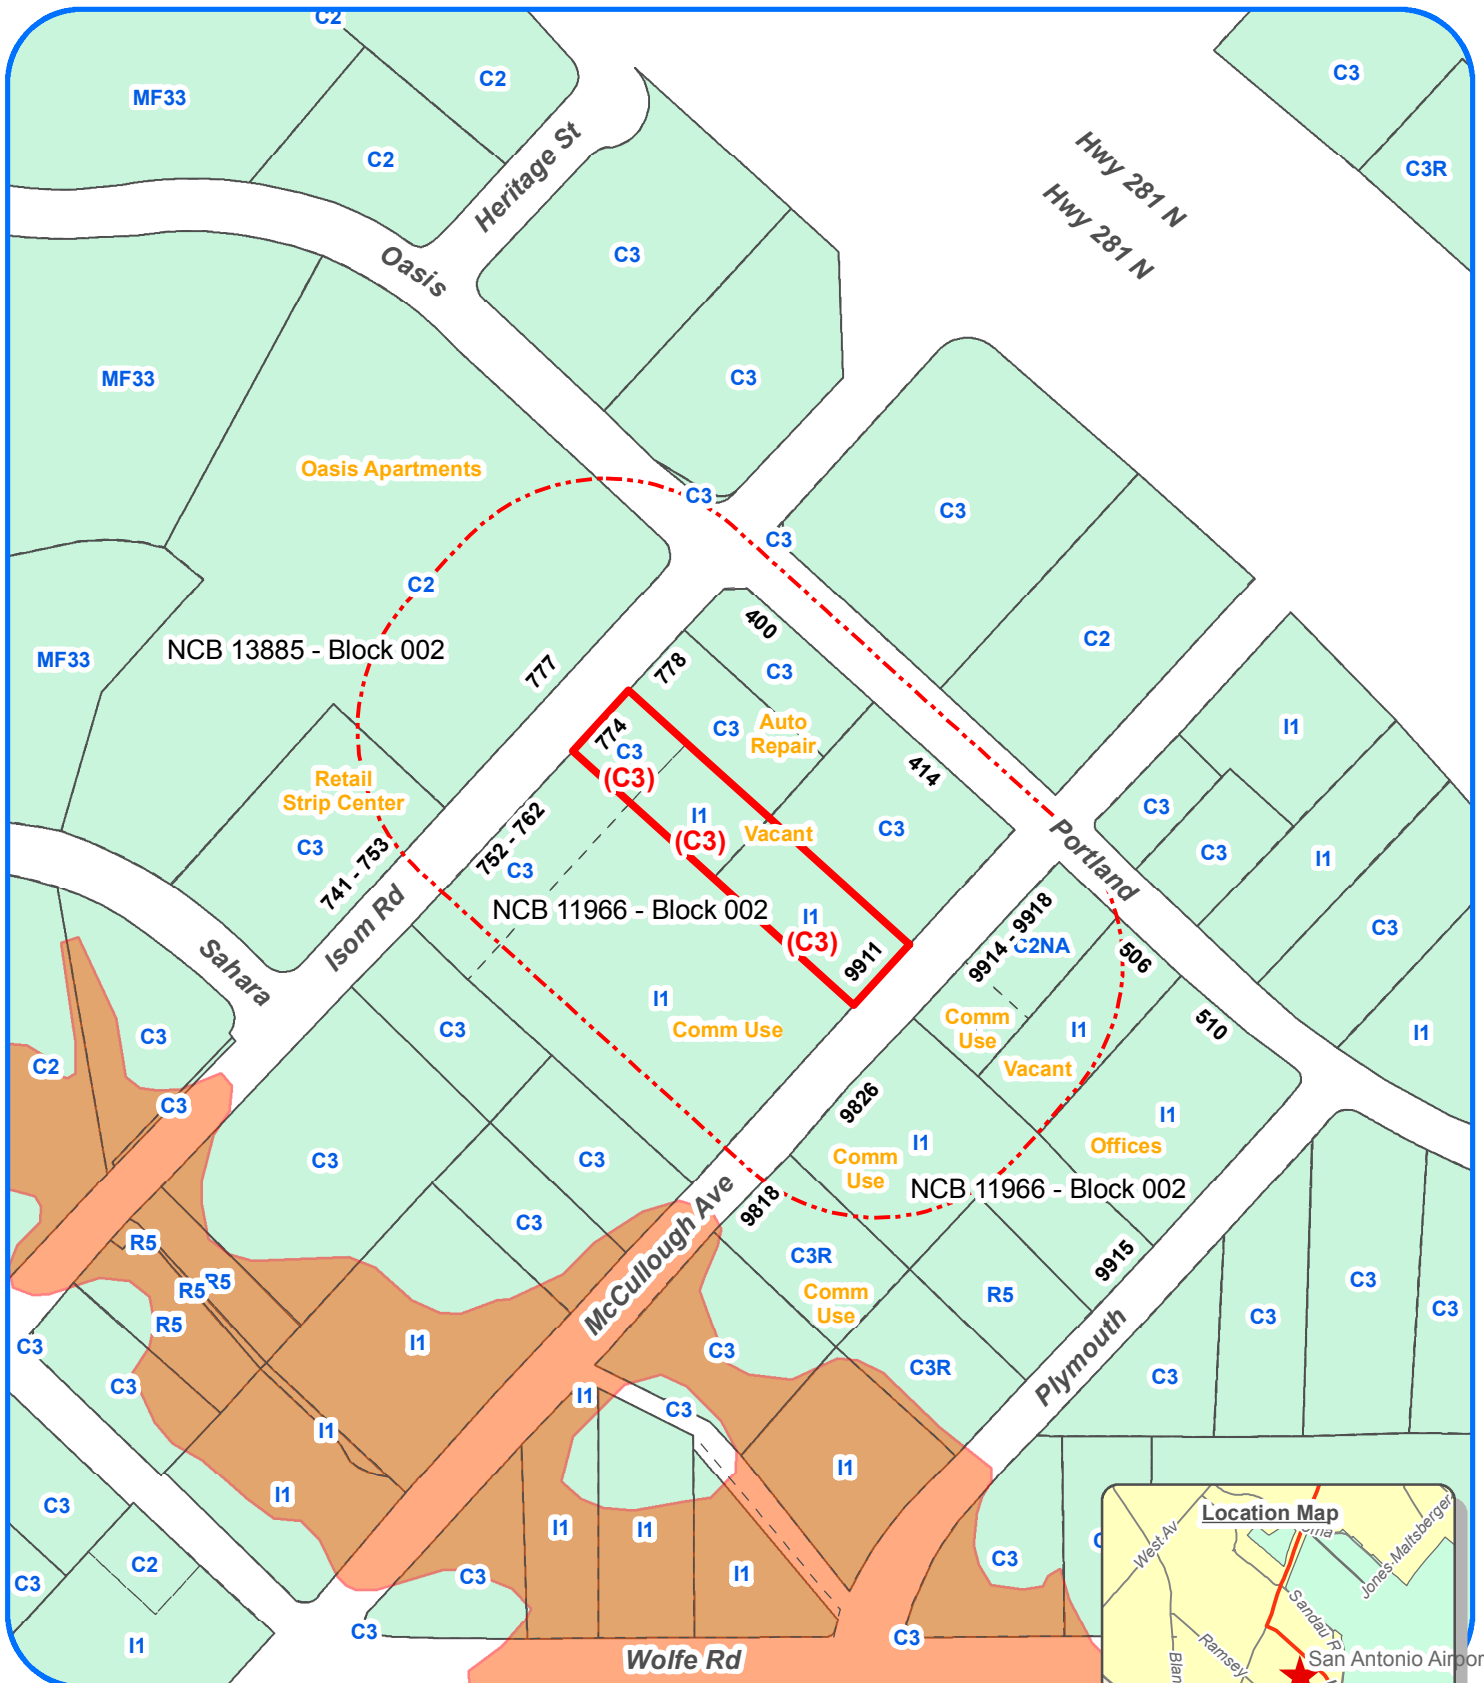 C2
C2
MF33
C2
C3
C3R
Heritage St
Hwy 281 N
Hwy 281 N
Oasis
C3
C3
MF33
Oasis Apartments
C3
C3
C3
C2
C2
NCB 13885 - Block 002
MF33
777
778
400
C3
C3
Auto
Repair
774
C3
(C3)
I1
(C3)
Vacant
414
C3
I1
(C3)
9911
Retail
Strip Center
C3
741 - 753
752 - 762
C3
NCB 11966 - Block 002
I1
Comm Use
Isom Rd
Sahara
C3
C2
C3
C3
C3
C3
C3
I1
C3
C3
I1
C3
I1
Portland
9914 - 9918
C2NA
506
510
Comm
Use
I1
Vacant
I1
Offices
9826
I1
Comm
Use
NCB 11966 - Block 002
9818
McCullough Ave
C3R
Comm
Use
R5
9915
Plymouth
C3R
C3
C3
C3
C3
C3
R5
R5
R5
R5
C3
C3
I1
I1
I1
I1
C3
I1
I1
I1
I1
C3
C3
C3
C2
C3
I1
C3
C3
C3
Wolfe Rd
Location Map
West Av
Jones-Maltsberger
Sandau R
Ramsey
Blan
San Antonio Airpor